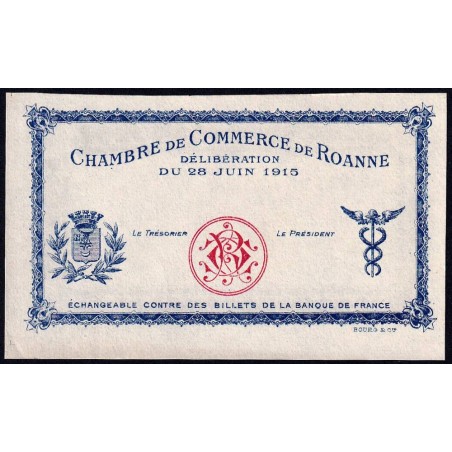 CHAMBRE DE COMMERCE DE ROANNE
DÉLIBÉRATION
DU 28 JUIN 1915
LE TRÉSORIER
LE PRÉSIDENT
ÉCHANGEABLE CONTRE DES BILLETS DE LA BANQUE DE FRANCE